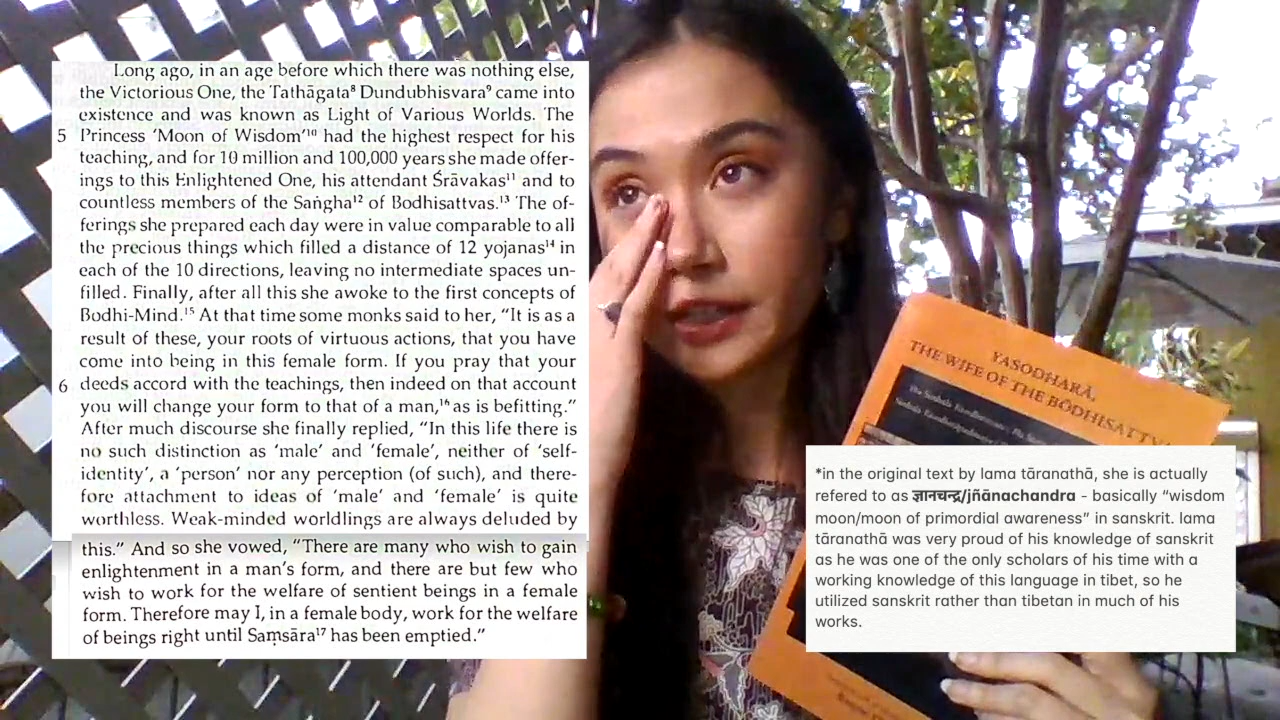 Long ago, in an age before which there was nothing else,
the Victorious One, the Tathāgata⁸ Dundubhisvara⁹ came into
existence and was known as Light of Various Worlds. The
5 Princess ‘Moon of Wisdom’¹⁰ had the highest respect for his
teaching, and for 10 million and 100,000 years she made offer-
ings to this Enlightened One, his attendant Śrāvakas¹¹ and to
countless members of the Saṅgha¹² of Bodhisattvas.¹³ The of-
ferings she prepared each day were in value comparable to all
the precious things which filled a distance of 12 yojanas¹⁴ in
each of the 10 directions, leaving no intermediate spaces un-
filled. Finally, after all this she awoke to the first concepts of
Bodhi-Mind.¹⁵ At that time some monks said to her, “It is as a
result of these, your roots of virtuous actions, that you have
come into being in this female form. If you pray that your
6 deeds accord with the teachings, then indeed on that account
you will change your form to that of a man,¹⁶ as is befitting.”
After much discourse she finally replied, “In this life there is
no such distinction as ‘male’ and ‘female’, neither of ‘self-
identity’, a ‘person’ nor any perception (of such), and there-
fore attachment to ideas of ‘male’ and ‘female’ is quite
worthless. Weak-minded worldlings are always deluded by
this.” And so she vowed, “There are many who wish to gain
enlightenment in a man’s form, and there are but few who
wish to work for the welfare of sentient beings in a female
form. Therefore may I, in a female body, work for the welfare
of beings right until Saṃsāra¹⁷ has been emptied.”
YASODHARĀ,
THE WIFE OF THE BŌDHISATTVA
*in the original text by lama tāranathā, she is actually
refered to as ज्ञानचन्द्र/jñānachandra - basically “wisdom
moon/moon of primordial awareness” in sanskrit. lama
tāranathā was very proud of his knowledge of sanskrit
as he was one of the only scholars of his time with a
working knowledge of this language in tibet, so he
utilized sanskrit rather than tibetan in much of his
works.